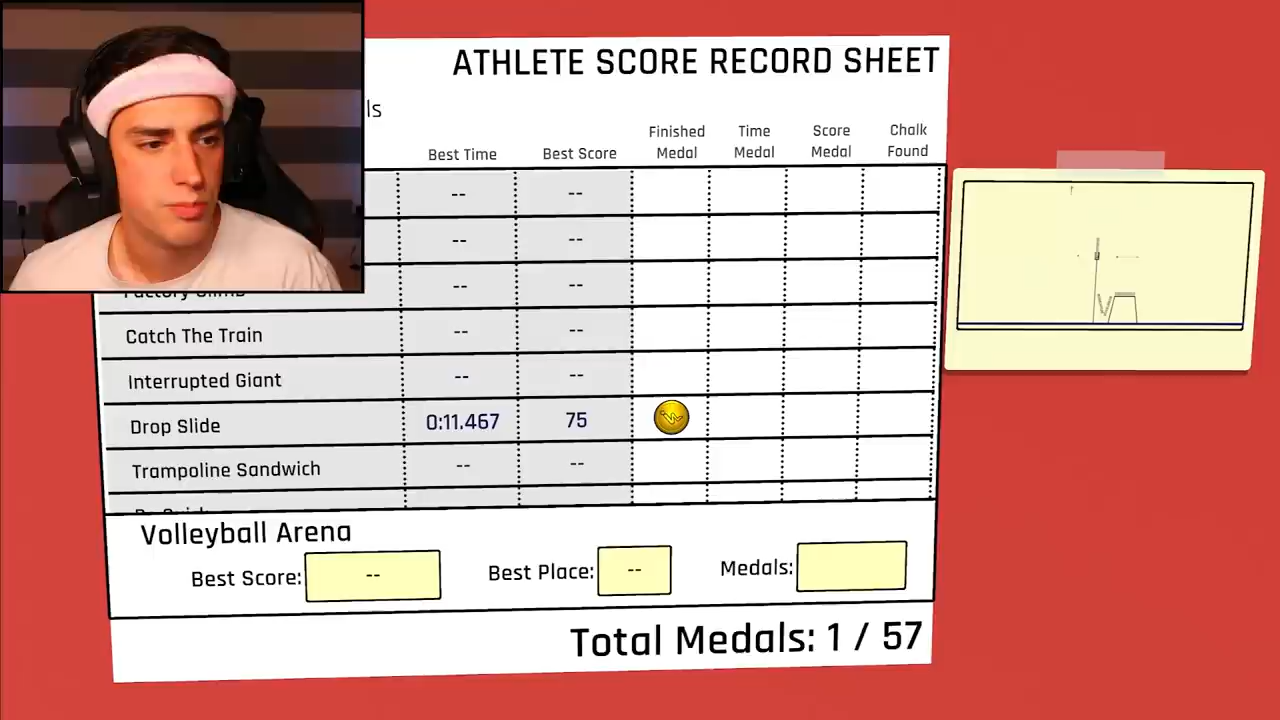 ATHLETE SCORE RECORD SHEET
ls
Best Time Best Score Finished Medal Time Medal Score Medal Chalk Found
-- --
-- --
Factory Climb -- --
Catch The Train -- --
Interrupted Giant -- --
Drop Slide 0:11.467 75
Trampoline Sandwich -- --
Volleyball Arena
Best Score: -- Best Place: -- Medals:
Total Medals: 1 / 57